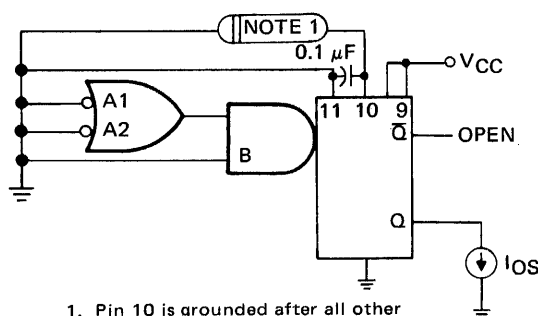 NOTE 1
0.1 µF
VCC
A1
A2
11 10 9
Q̅
OPEN
B
Q
IOS
1. Pin 10 is grounded after all other